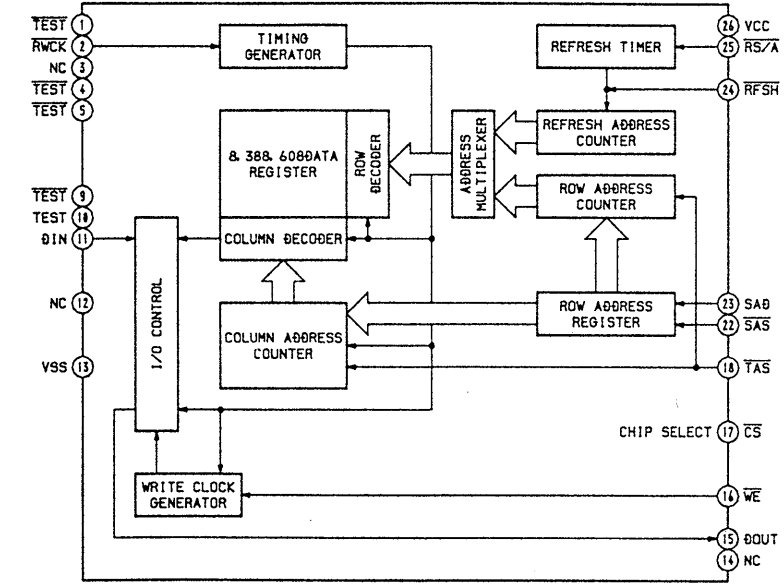 TEST 1
RWCK 2
NC 3
TEST 4
TEST 5
TEST 9
TEST 10
DIN 11
NC 12
VSS 13
TIMING
GENERATOR
8, 388, 608DATA
REGISTER
ROW
DECODER
COLUMN DECODER
COLUMN ADDRESS
COUNTER
I/O CONTROL
WRITE CLOCK
GENERATOR
ADDRESS
MULTIPLEXER
REFRESH TIMER
REFRESH ADDRESS
COUNTER
ROW ADDRESS
COUNTER
ROW ADDRESS
REGISTER
CHIP SELECT
26 VCC
25 RS/A
24 RFSH
23 SAD
22 SAS
18 TAS
17 CS
16 WE
15 DOUT
14 NC